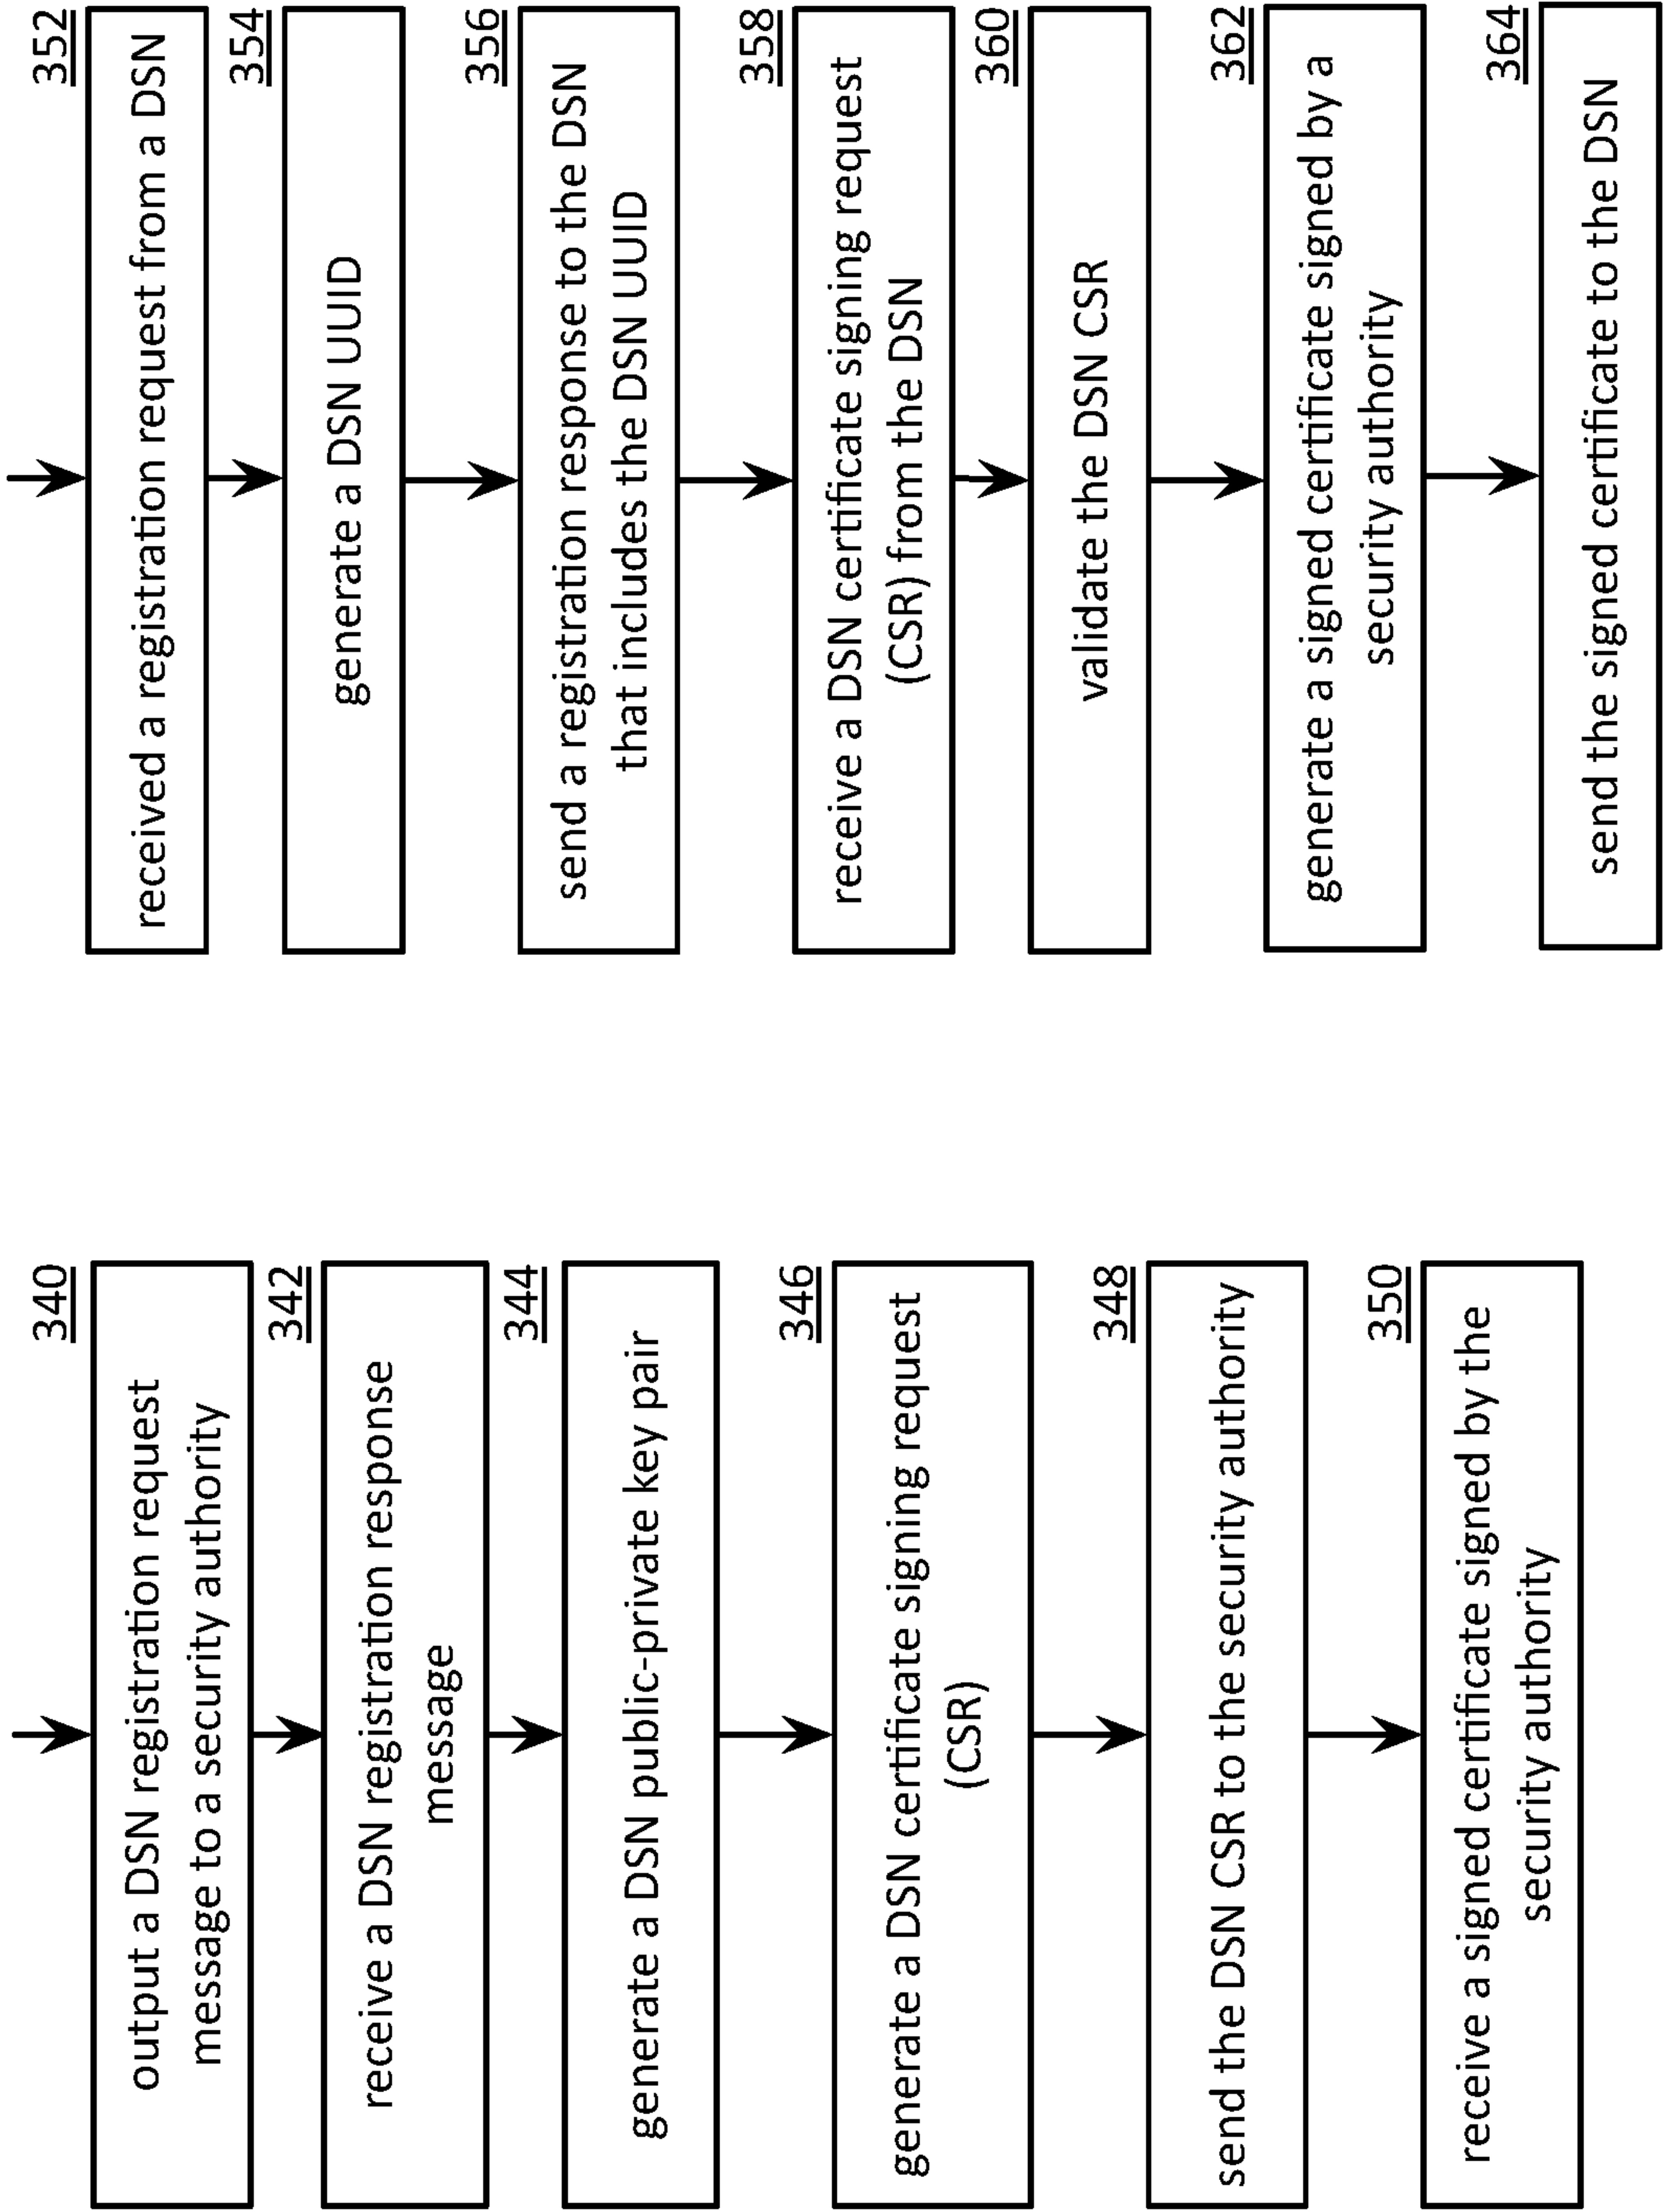 340
output a DSN registration request
message to a security authority
342
receive a DSN registration response
message
344
generate a DSN public-private key pair
346
generate a DSN certificate signing request
(CSR)
348
send the DSN CSR to the security authority
350
receive a signed certificate signed by the
security authority
352
received a registration request from a DSN
354
generate a DSN UUID
356
send a registration response to the DSN
that includes the DSN UUID
358
receive a DSN certificate signing request
(CSR) from the DSN
360
validate the DSN CSR
362
generate a signed certificate signed by a
security authority
364
send the signed certificate to the DSN